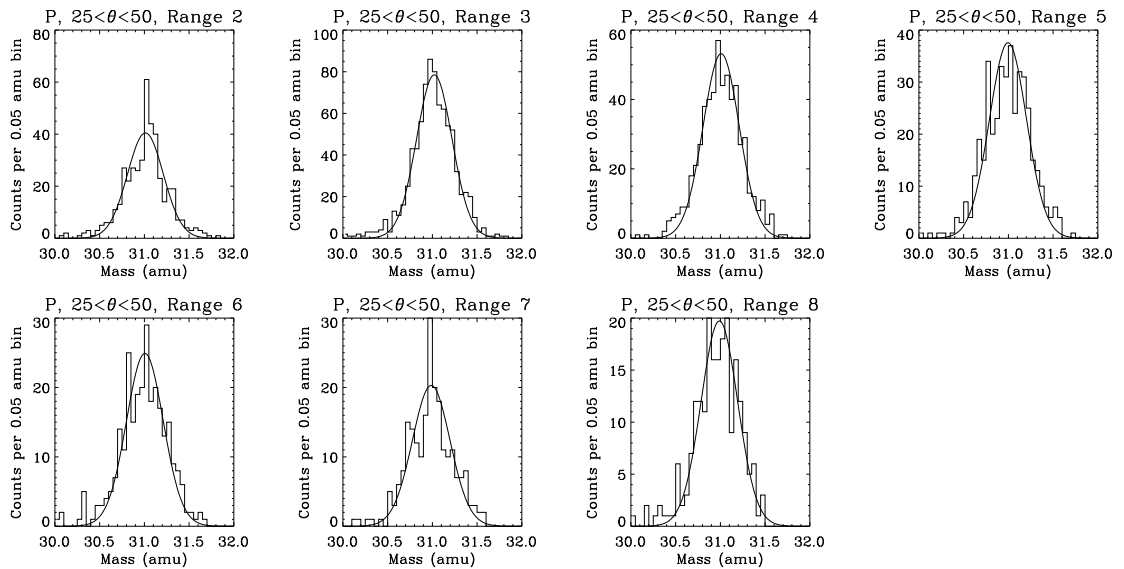 P, 25<θ<50, Range 2
P, 25<θ<50, Range 3
P, 25<θ<50, Range 4
P, 25<θ<50, Range 5
Counts per 0.05 amu bin
80
60
40
20
0
30.0 30.5 31.0 31.5 32.0
Mass (amu)
Counts per 0.05 amu bin
100
80
60
40
20
0
30.0 30.5 31.0 31.5 32.0
Mass (amu)
Counts per 0.05 amu bin
60
40
20
0
30.0 30.5 31.0 31.5 32.0
Mass (amu)
Counts per 0.05 amu bin
40
30
20
10
0
30.0 30.5 31.0 31.5 32.0
Mass (amu)
P, 25<θ<50, Range 6
P, 25<θ<50, Range 7
P, 25<θ<50, Range 8
Counts per 0.05 amu bin
30
20
10
0
30.0 30.5 31.0 31.5 32.0
Mass (amu)
Counts per 0.05 amu bin
30
20
10
0
30.0 30.5 31.0 31.5 32.0
Mass (amu)
Counts per 0.05 amu bin
20
15
10
5
0
30.0 30.5 31.0 31.5 32.0
Mass (amu)